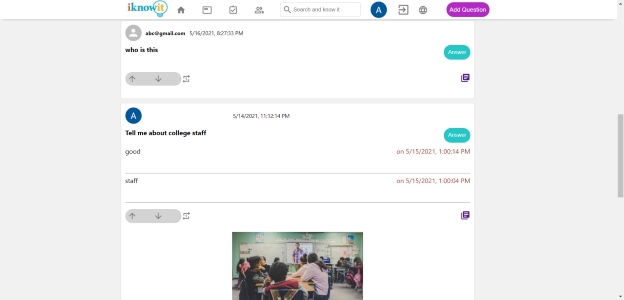 iknowit
Search and know it
A
Add Question
abc@gmail.com 5/16/2021, 8:27:33 PM
who is this
Answer
A
5/14/2021, 11:12:14 PM
Tell me about college staff
Answer
good
on 5/15/2021, 1:00:14 PM
staff
on 5/15/2021, 1:00:04 PM